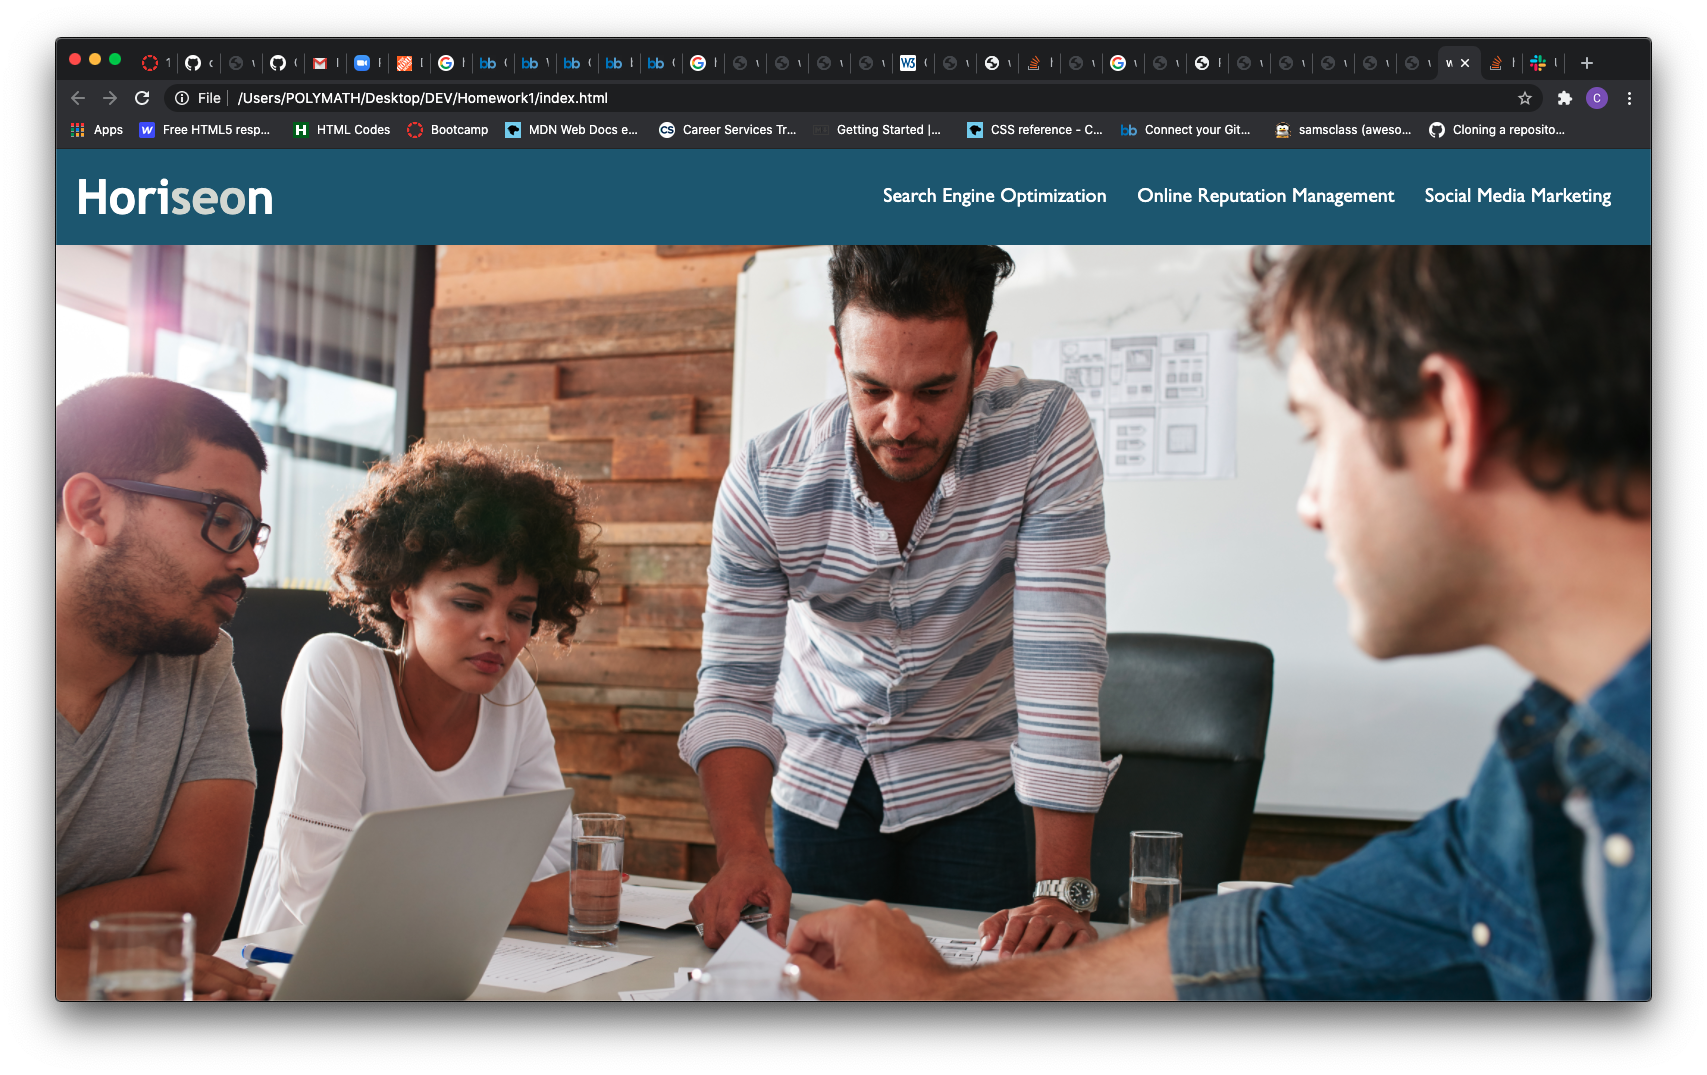 File /Users/POLYMATH/Desktop/DEV/Homework1/index.html
C
Apps Free HTML5 resp... HTML Codes Bootcamp MDN Web Docs e... CS Career Services Tr... Getting Started |... CSS reference - C... bb Connect your Git... samsclass (aweso... Cloning a reposito...
Horiseon Search Engine Optimization Online Reputation Management Social Media Marketing